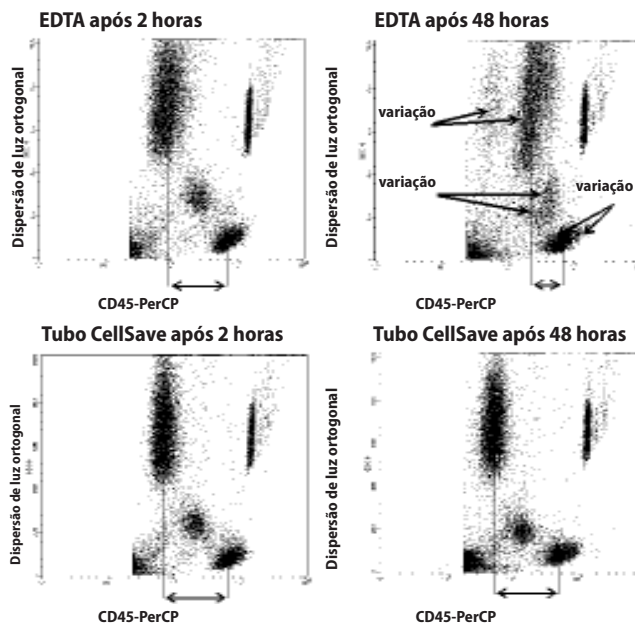 EDTA após 2 horas
Dispersão de luz ortogonal
CD45-PerCP
EDTA após 48 horas
Dispersão de luz ortogonal
variação
variação
variação
CD45-PerCP
Tubo CellSave após 2 horas
Dispersão de luz ortogonal
CD45-PerCP
Tubo CellSave após 48 horas
Dispersão de luz ortogonal
CD45-PerCP